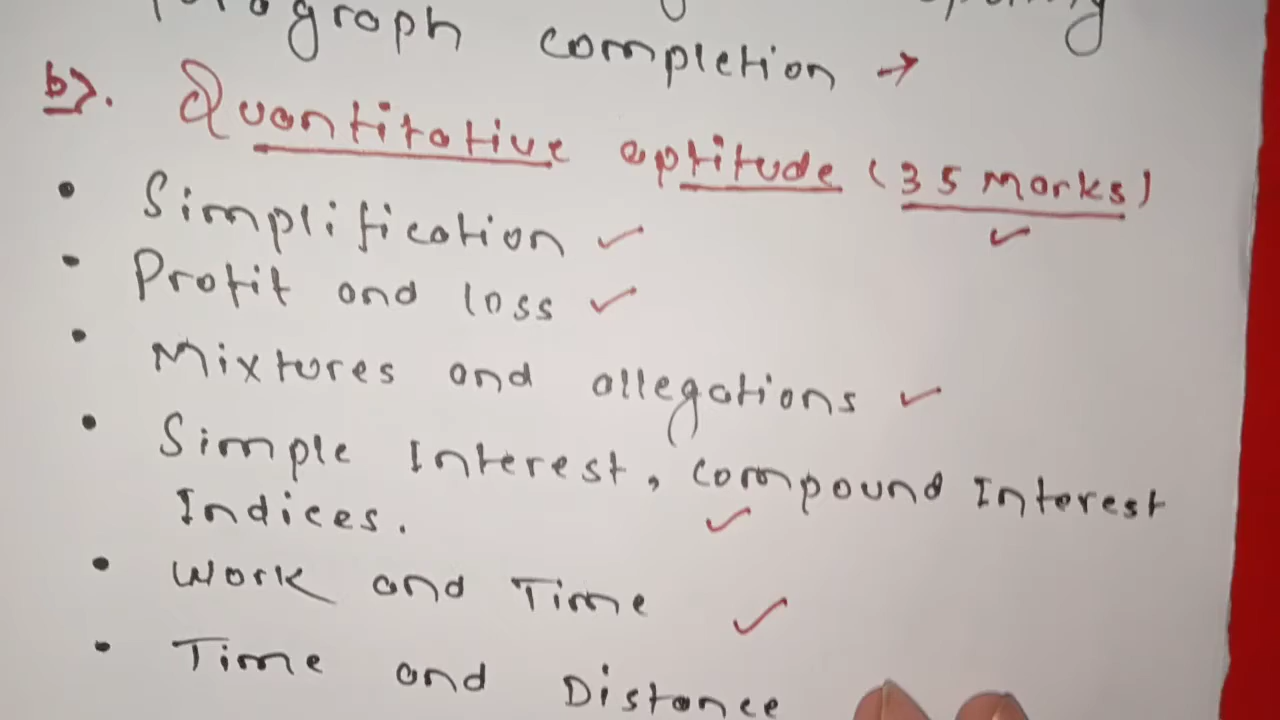 completion →
b). Quantitative aptitude (35 Marks)
• Simplification ✓
• Profit and loss ✓
• Mixtures and allegations ✓
• Simple Interest, compound Interest
Indices. ✓
• Work and Time ✓
• Time and Distance